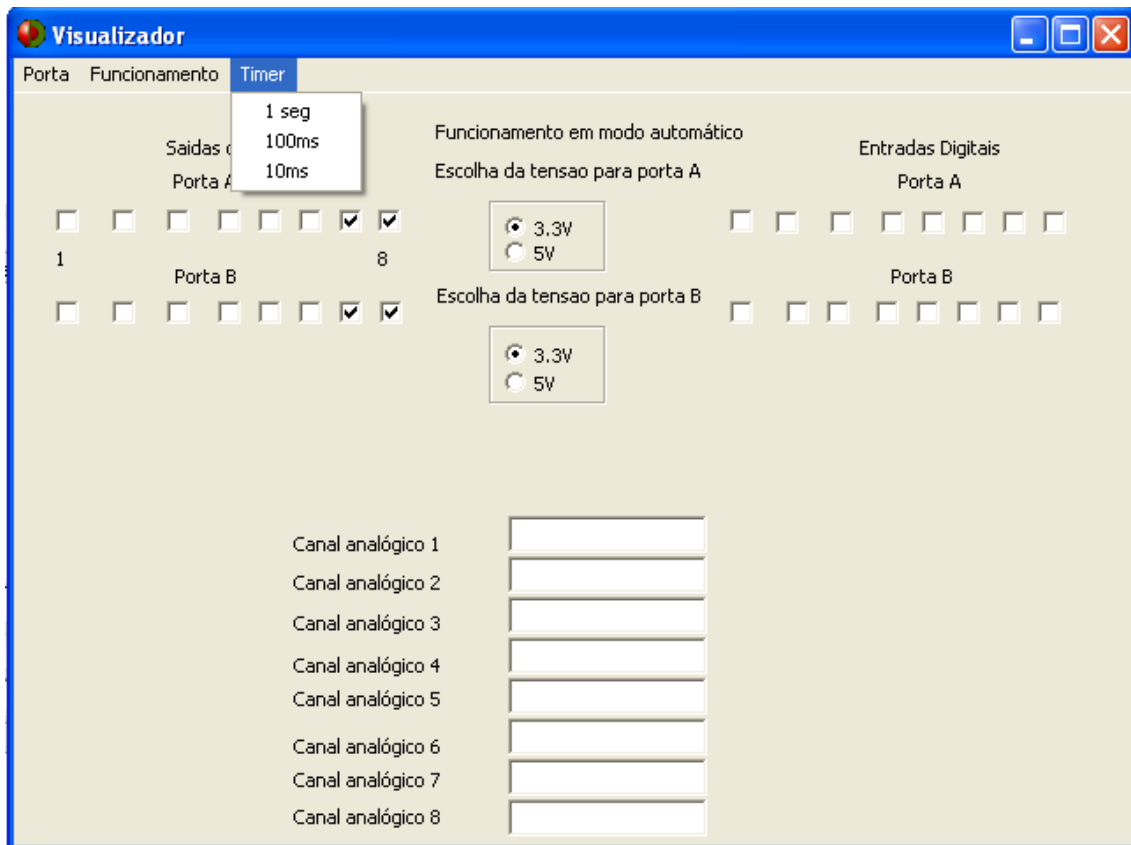 Visualizador
Porta Funcionamento Timer
1 seg
100ms
10ms
Saidas
Porta A
1
8
Porta B
Funcionamento em modo automático
Escolha da tensao para porta A
3.3V
5V
Escolha da tensao para porta B
3.3V
5V
Entradas Digitais
Porta A
Porta B
Canal analógico 1
Canal analógico 2
Canal analógico 3
Canal analógico 4
Canal analógico 5
Canal analógico 6
Canal analógico 7
Canal analógico 8